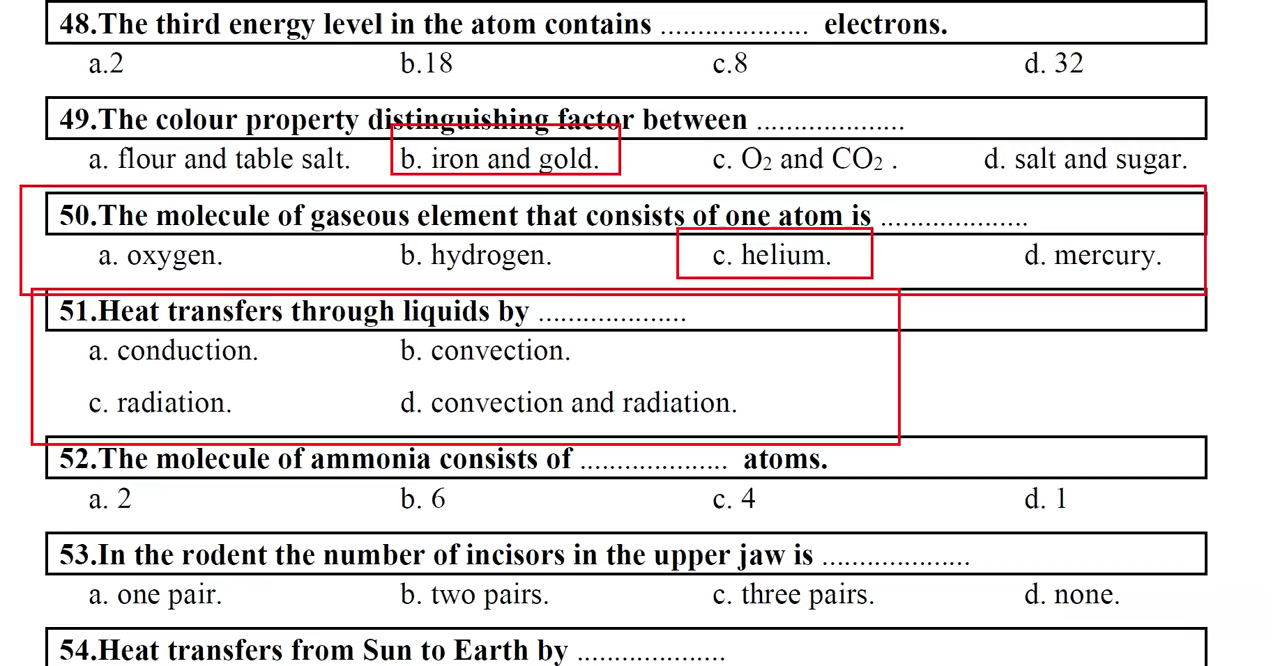 48.The third energy level in the atom contains .................... electrons.
a.2 b.18 c.8 d. 32
49.The colour property distinguishing factor between ....................
a. flour and table salt. b. iron and gold. c. O₂ and CO₂ . d. salt and sugar.
50.The molecule of gaseous element that consists of one atom is ....................
a. oxygen. b. hydrogen. c. helium. d. mercury.
51.Heat transfers through liquids by ....................
a. conduction. b. convection.
c. radiation. d. convection and radiation.
52.The molecule of ammonia consists of .................... atoms.
a. 2 b. 6 c. 4 d. 1
53.In the rodent the number of incisors in the upper jaw is ....................
a. one pair. b. two pairs. c. three pairs. d. none.
54.Heat transfers from Sun to Earth by ....................